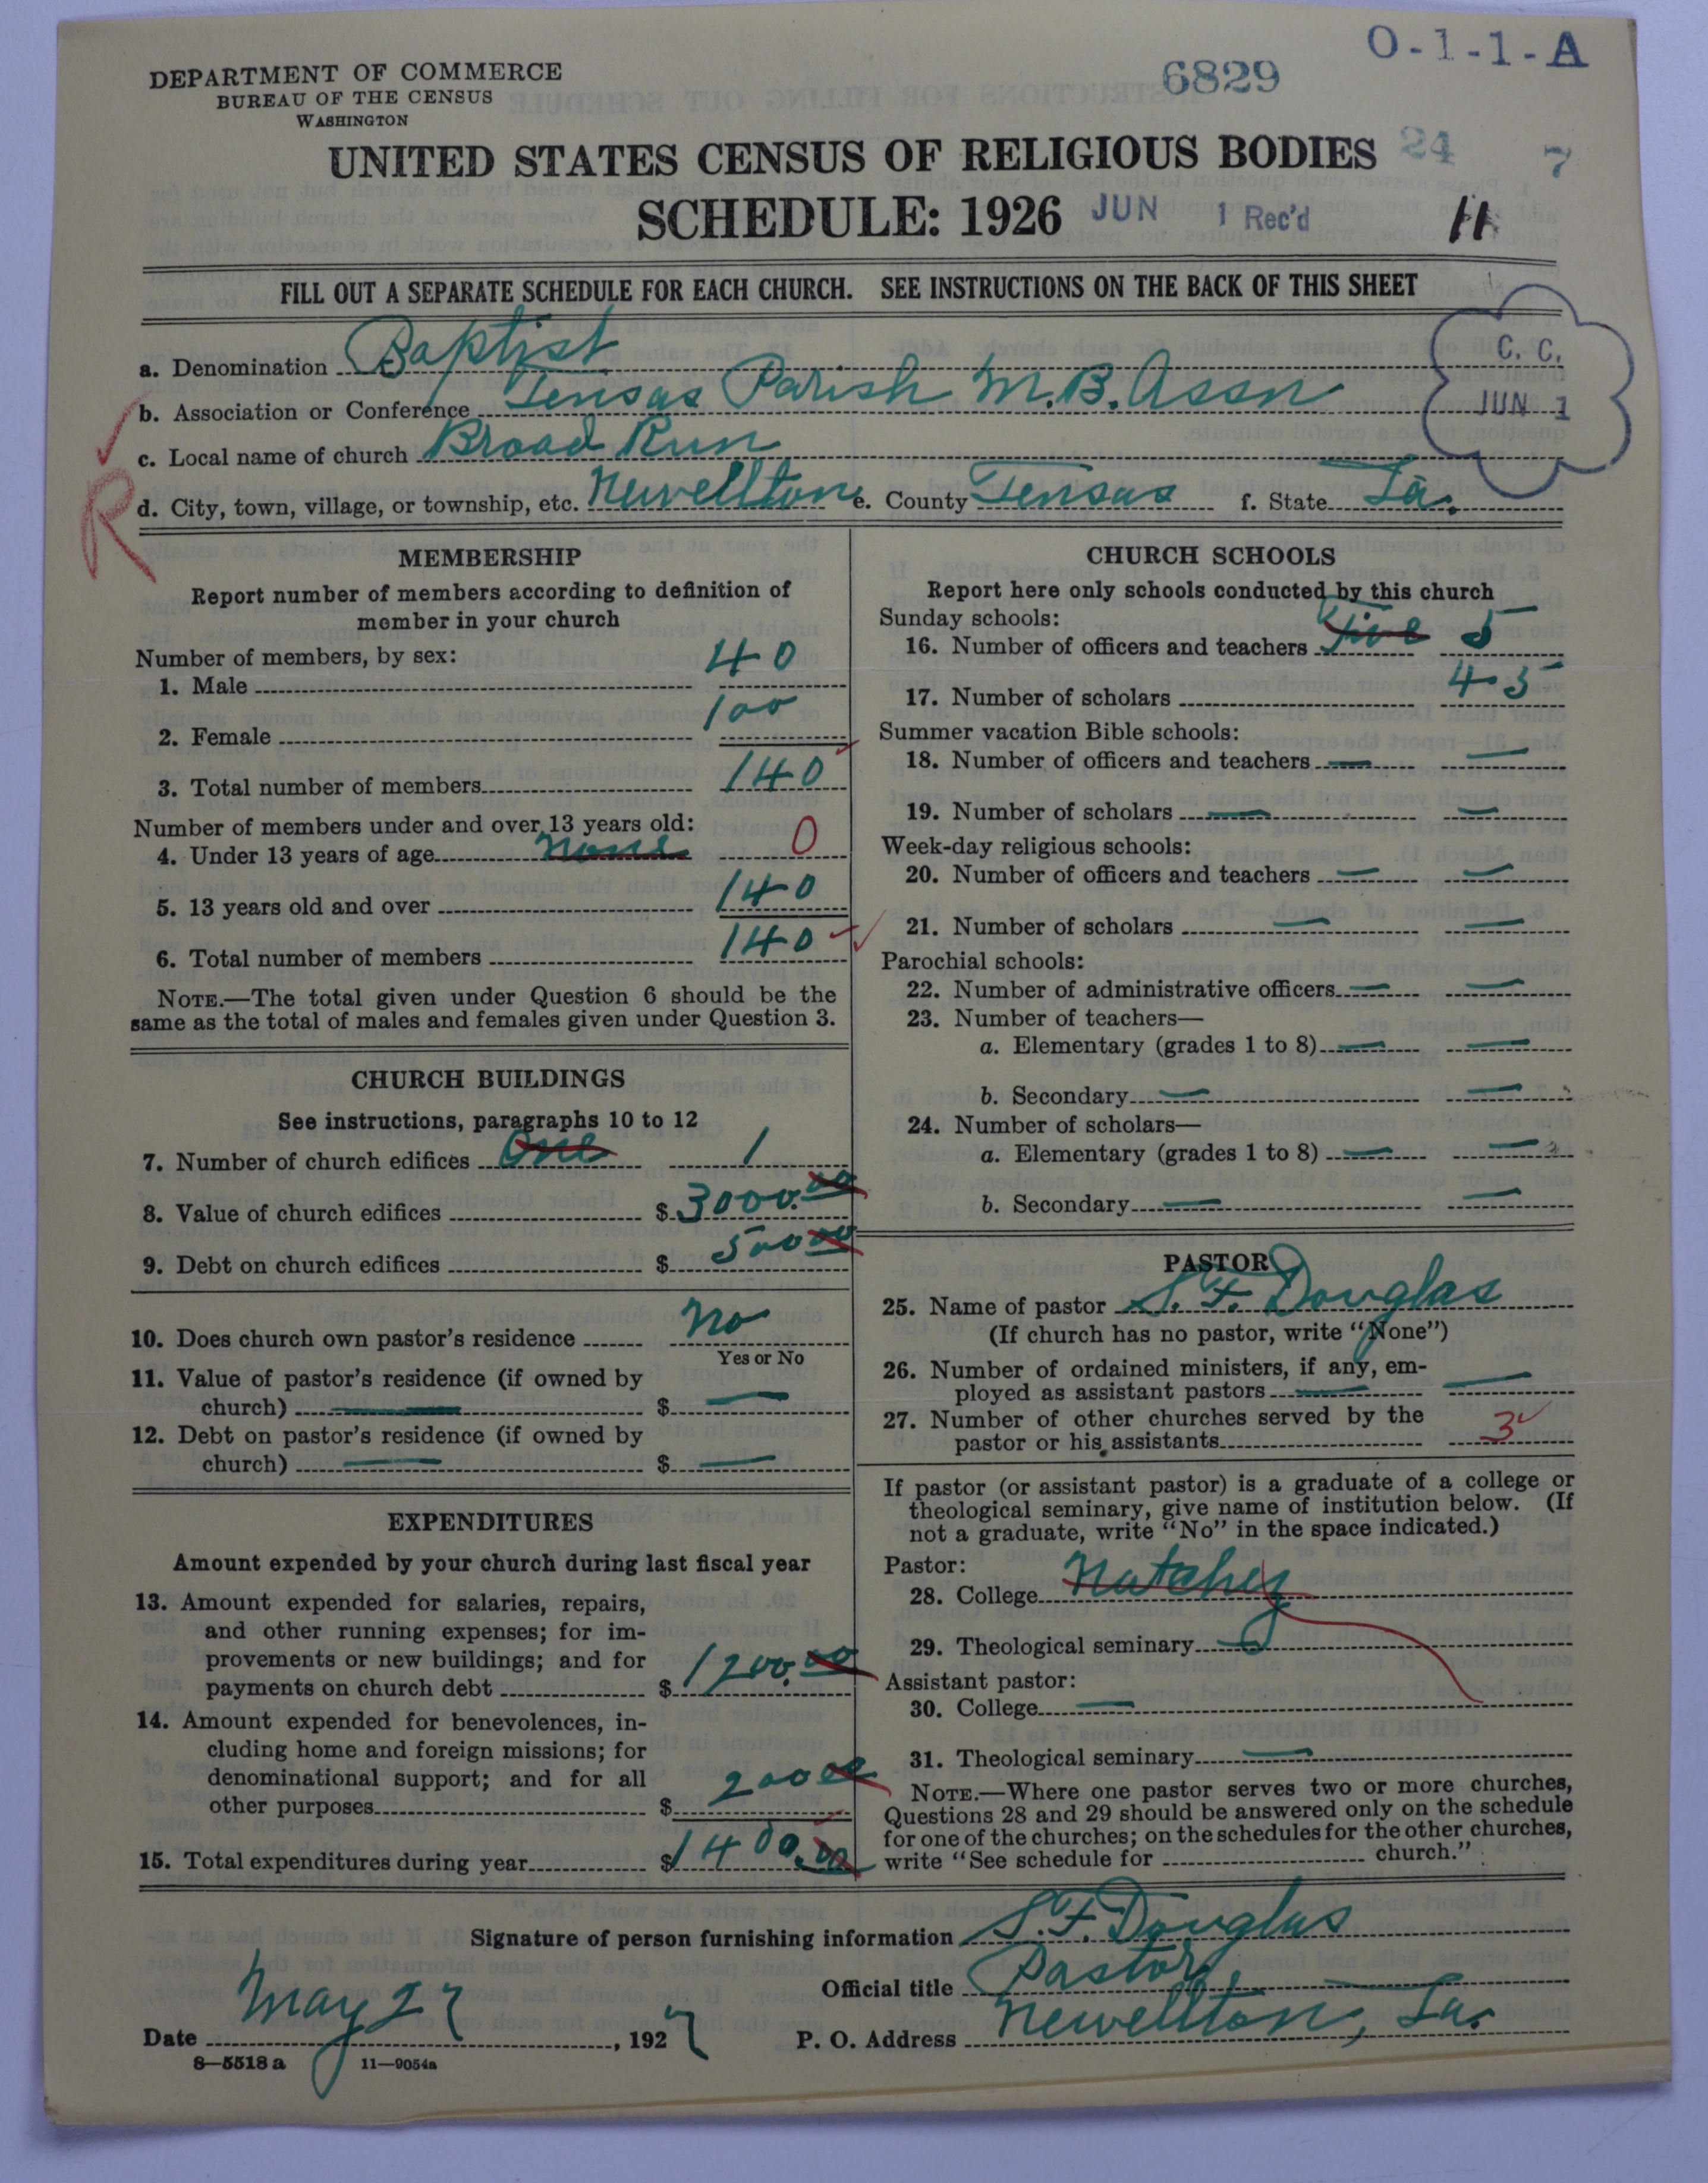 O-1-1-A
DEPARTMENT OF COMMERCE
BUREAU OF THE CENSUS
WASHINGTON
6829
UNITED STATES CENSUS OF RELIGIOUS BODIES 24 7
SCHEDULE: 1926 JUN 1 Rec'd 11
FILL OUT A SEPARATE SCHEDULE FOR EACH CHURCH. SEE INSTRUCTIONS ON THE BACK OF THIS SHEET
C. C.
JUN 1
a. Denomination Baptist
b. Association or Conference Tensas Parish M.B. Assn
c. Local name of church Broad Run
R
d. City, town, village, or township, etc. Newellton e. County Tensas f. State La.
MEMBERSHIP
Report number of members according to definition of
member in your church
Number of members, by sex:
1. Male 40
2. Female 100
3. Total number of members 140
Number of members under and over 13 years old:
4. Under 13 years of age none 0
5. 13 years old and over 140
6. Total number of members 140
NOTE.—The total given under Question 6 should be the
same as the total of males and females given under Question 3.
CHURCH BUILDINGS
See instructions, paragraphs 10 to 12
7. Number of church edifices One 1
8. Value of church edifices $ 3000.00
9. Debt on church edifices $ 500 00
10. Does church own pastor's residence No
Yes or No
11. Value of pastor's residence (if owned by
church) — $ —
12. Debt on pastor's residence (if owned by
church) — $ —
EXPENDITURES
Amount expended by your church during last fiscal year
13. Amount expended for salaries, repairs,
and other running expenses; for im-
provements or new buildings; and for
payments on church debt $ 1200.00
14. Amount expended for benevolences, in-
cluding home and foreign missions; for
denominational support; and for all
other purposes $ 200 00
15. Total expenditures during year $ 1400.00
CHURCH SCHOOLS
Report here only schools conducted by this church
Sunday schools:
16. Number of officers and teachers Five 5
17. Number of scholars 45
Summer vacation Bible schools:
18. Number of officers and teachers — —
19. Number of scholars — —
Week-day religious schools:
20. Number of officers and teachers — —
21. Number of scholars — —
Parochial schools:
22. Number of administrative officers — —
23. Number of teachers—
a. Elementary (grades 1 to 8) — —
b. Secondary — —
24. Number of scholars—
a. Elementary (grades 1 to 8) — —
b. Secondary — —
PASTOR
25. Name of pastor S. F. Douglas
(If church has no pastor, write "None")
26. Number of ordained ministers, if any, em-
ployed as assistant pastors — —
27. Number of other churches served by the
pastor or his assistants 3
If pastor (or assistant pastor) is a graduate of a college or
theological seminary, give name of institution below. (If
not a graduate, write "No" in the space indicated.)
Pastor:
28. College Natchez
29. Theological seminary —
Assistant pastor:
30. College —
31. Theological seminary —
NOTE.—Where one pastor serves two or more churches,
Questions 28 and 29 should be answered only on the schedule
for one of the churches; on the schedules for the other churches,
write "See schedule for church."
Signature of person furnishing information S. F. Douglas
Official title Pastor,
Date May 27, 1927 P. O. Address Newellton, La.
8—5518 a 11—9054a